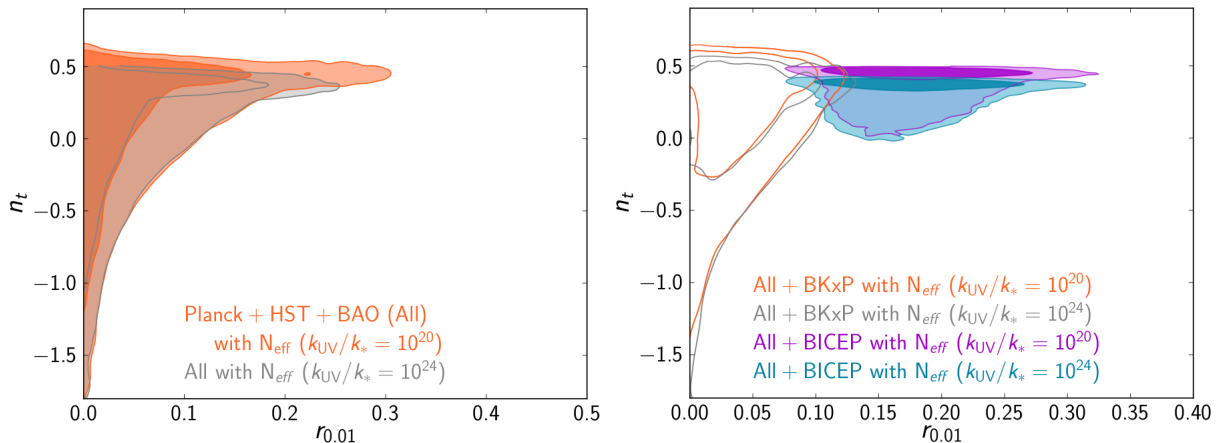 n_t
0.5
0.0
−0.5
−1.0
−1.5
Planck + HST + BAO (All)
with N_eff (k_UV/k_* = 10^20)
All with N_eff (k_UV/k_* = 10^24)
0.0 0.1 0.2 0.3 0.4 0.5
r_0.01
n_t
0.5
0.0
−0.5
−1.0
−1.5
All + BKxP with N_eff (k_UV/k_* = 10^20)
All + BKxP with N_eff (k_UV/k_* = 10^24)
All + BICEP with N_eff (k_UV/k_* = 10^20)
All + BICEP with N_eff (k_UV/k_* = 10^24)
0.00 0.05 0.10 0.15 0.20 0.25 0.30 0.35 0.40
r_0.01